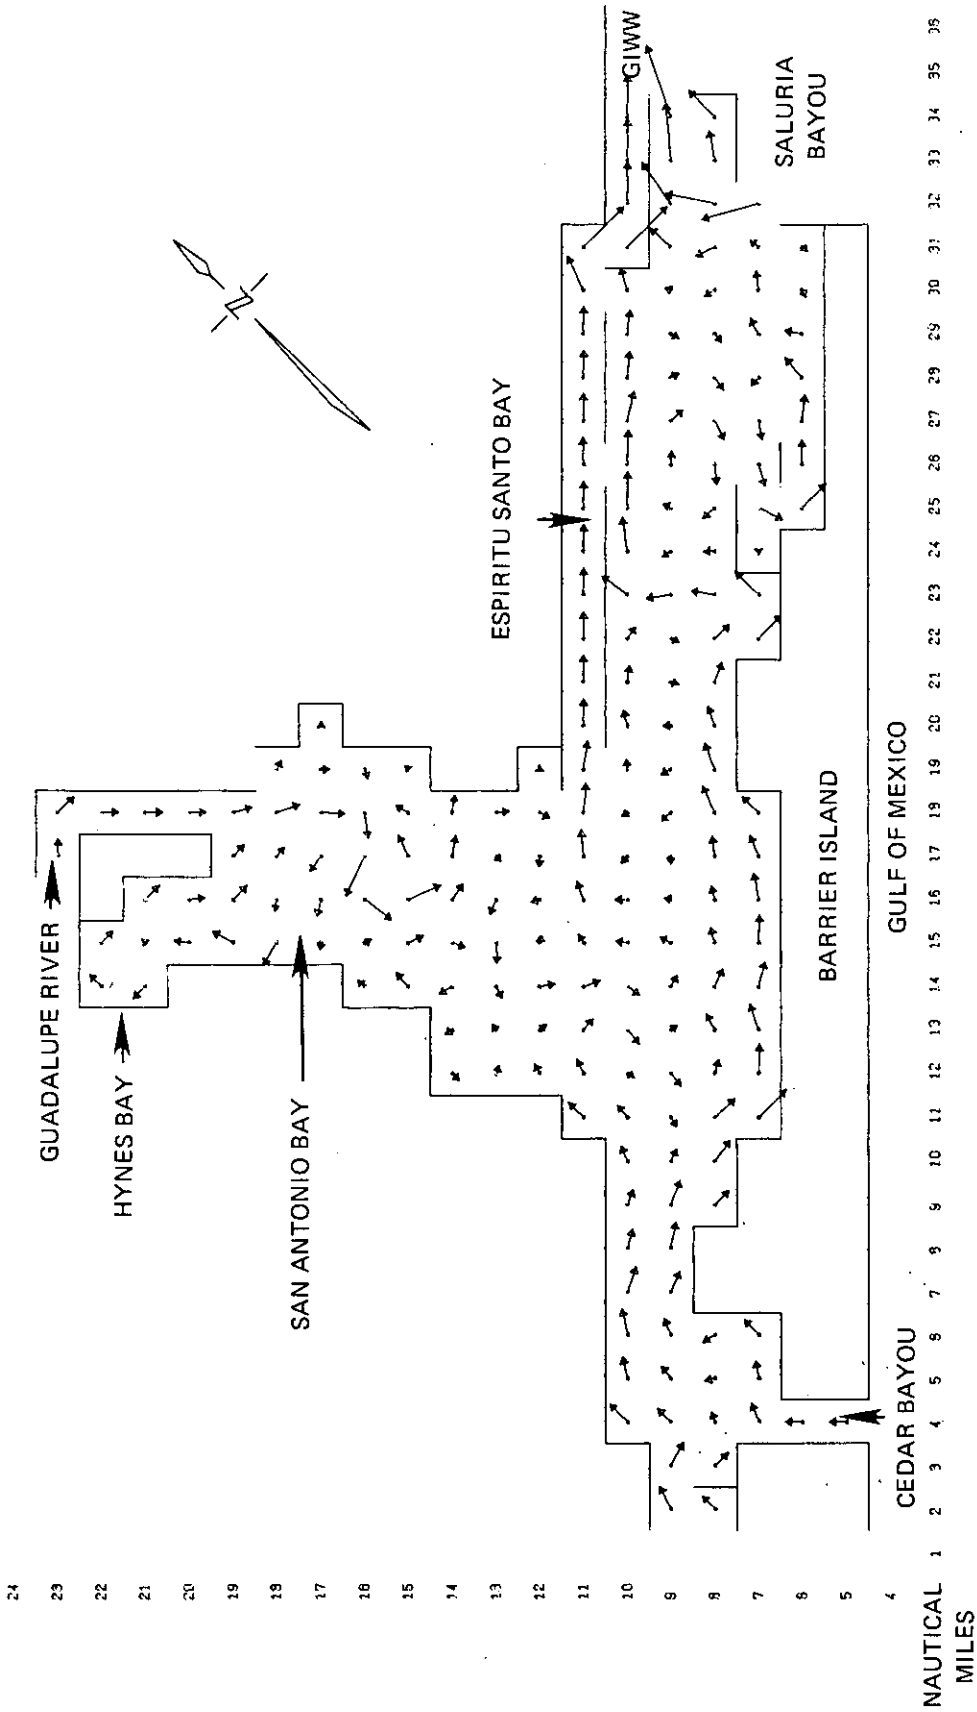 24
23
22
21
20
19
18
17
16
15
14
13
12
11
10
9
8
7
6
5
4
GUADALUPE RIVER
HYNES BAY
SAN ANTONIO BAY
N
ESPIRITU SANTO BAY
GIWW
SALURIA
BAYOU
BARRIER ISLAND
CEDAR BAYOU
GULF OF MEXICO
NAUTICAL
MILES
1 2 3 4 5 6 7 8 9 10 11 12 13 14 15 16 17 18 19 20 21 22 23 24 25 26 27 28 29 30 31 32 33 34 35 36